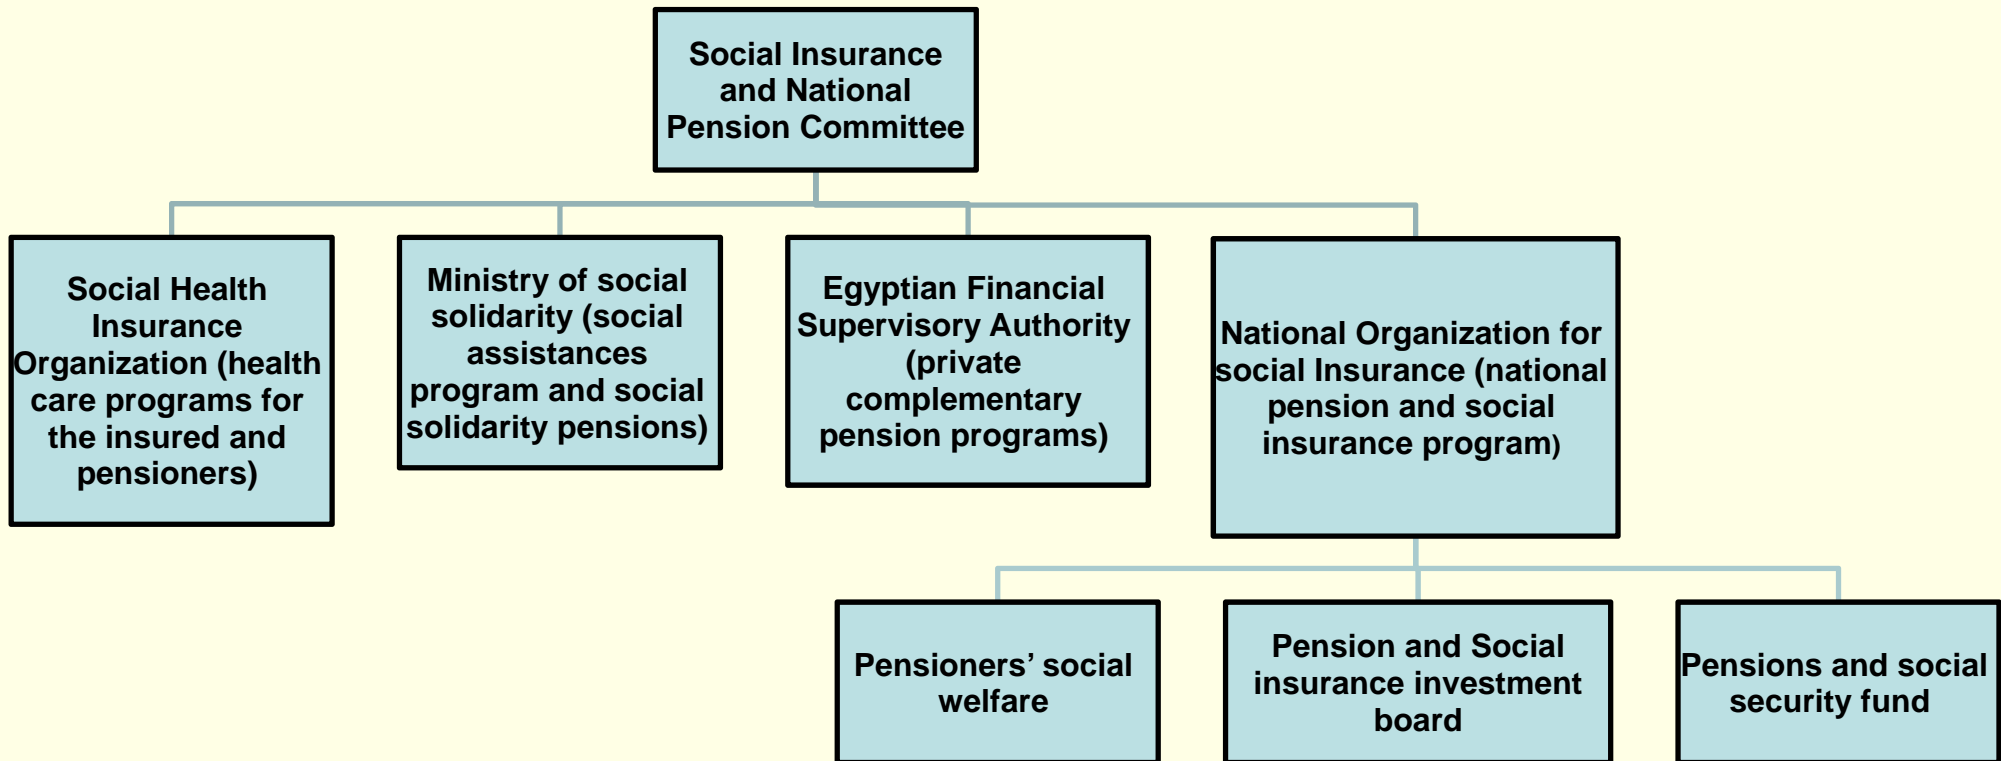 Social Insurance
and National
Pension Committee
Social Health
Insurance
Organization (health
care programs for
the insured and
pensioners)
Ministry of social
solidarity (social
assistances
program and social
solidarity pensions)
Egyptian Financial
Supervisory Authority
(private
complementary
pension programs)
National Organization for
social Insurance (national
pension and social
insurance program)
Pensioners’ social
welfare
Pension and Social
insurance investment
board
Pensions and social
security fund